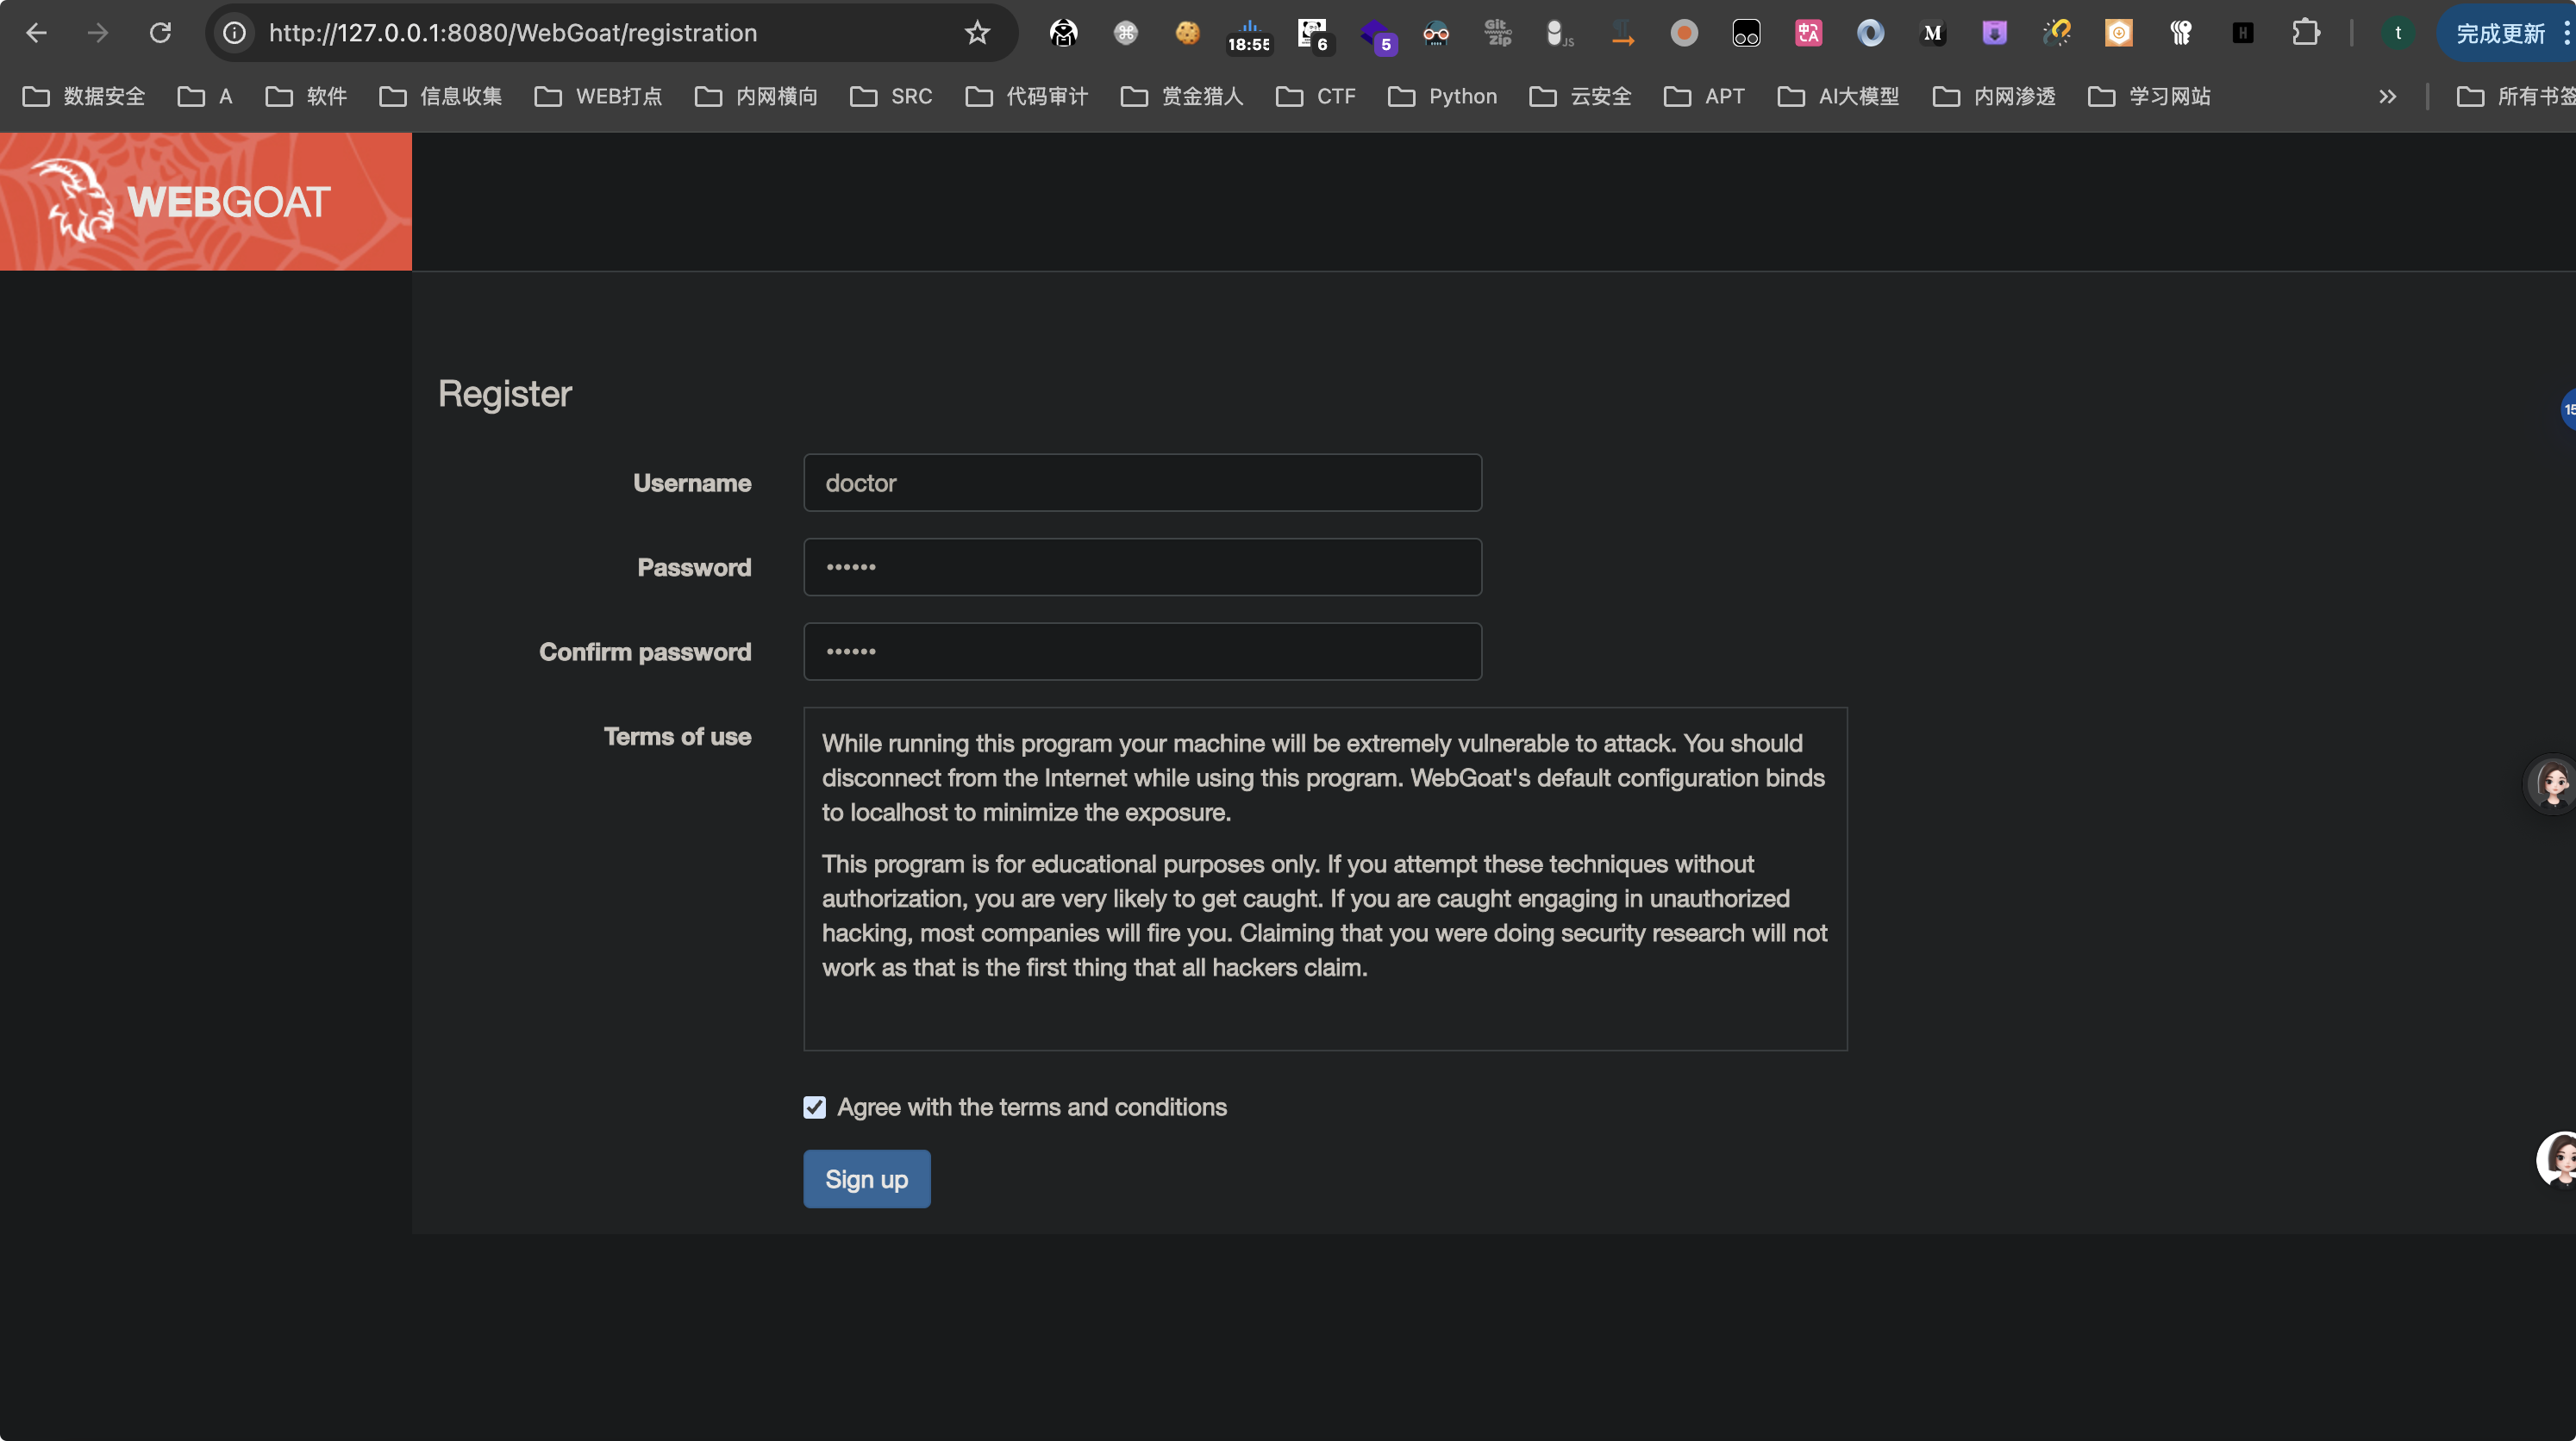 http://127.0.0.1:8080/WebGoat/registration
18:55
6
5
Git
zip
JS
M
中A
H
t
完成更新
数据安全 A 软件 信息收集 WEB打点 内网横向 SRC 代码审计 赏金猎人 CTF Python 云安全 APT AI大模型 内网渗透 学习网站 » 所有书签
WEBGOAT
Register
15
Username doctor
Password ••••••
Confirm password ••••••
Terms of use
While running this program your machine will be extremely vulnerable to attack. You should
disconnect from the Internet while using this program. WebGoat's default configuration binds
to localhost to minimize the exposure.
This program is for educational purposes only. If you attempt these techniques without
authorization, you are very likely to get caught. If you are caught engaging in unauthorized
hacking, most companies will fire you. Claiming that you were doing security research will not
work as that is the first thing that all hackers claim.
Agree with the terms and conditions
Sign up